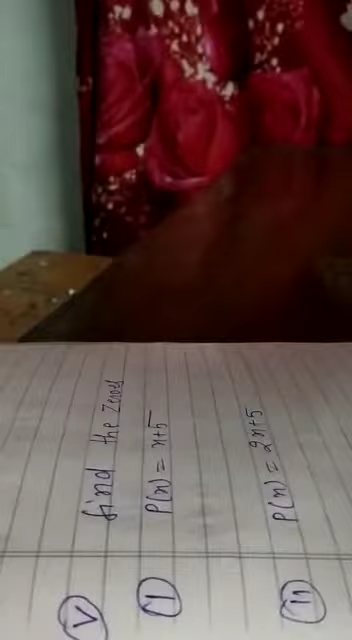 (V) find the zeroes
(I) P(x) = x+5
(II) P(x) = 2x+5